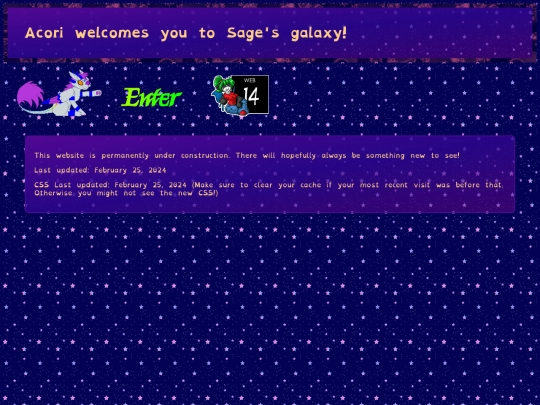 Acori welcomes you to Sage's galaxy!
Enter
WEB
14
This website is permanently under construction. There will hopefully always be something new to see!
Last updated: February 25, 2024
CSS Last updated: February 25, 2024 (Make sure to clear your cache if your most recent visit was before that.
Otherwise, you might not see the new CSS!)